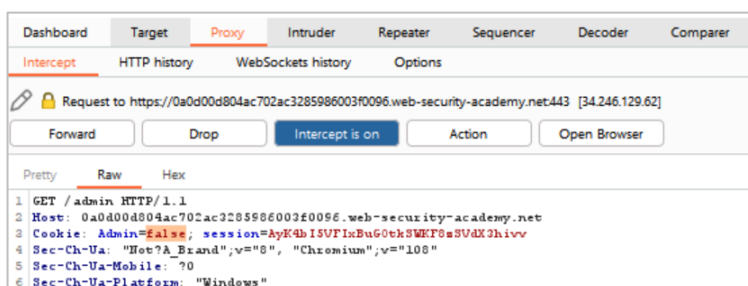 Dashboard Target Proxy Intruder Repeater Sequencer Decoder Comparer
Intercept HTTP history WebSockets history Options
Request to https://0a0d00d804ac702ac3285986003f0096.web-security-academy.net:443 [34.246.129.62]
Forward Drop Intercept is on Action Open Browser
Pretty Raw Hex
1 GET /admin HTTP/1.1
2 Host: 0a0d00d804ac702ac3285986003f0096.web-security-academy.net
3 Cookie: Admin=false; session=AyK4bI5VFIxBuG0tkSWKF8sSVdX3hivv
4 Sec-Ch-Ua: "Not?A_Brand";v="8", "Chromium";v="108"
5 Sec-Ch-Ua-Mobile: ?0
6 Sec-Ch-Ua-Platform: "Windows"